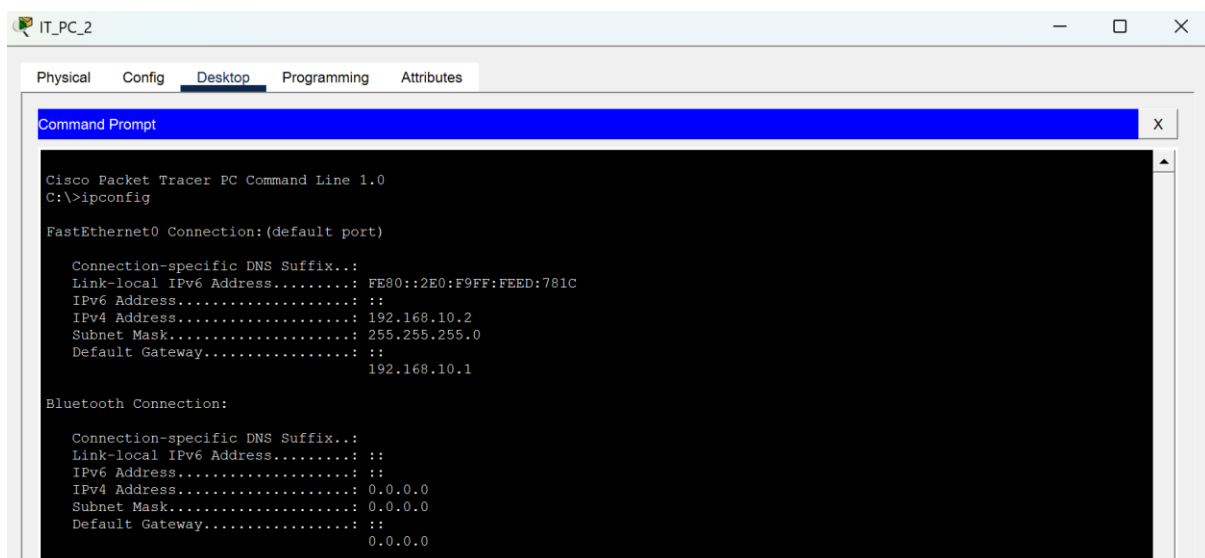 IT_PC_2
Physical Config Desktop Programming Attributes
Command Prompt X
Cisco Packet Tracer PC Command Line 1.0
C:\>ipconfig
FastEthernet0 Connection:(default port)
Connection-specific DNS Suffix..:
Link-local IPv6 Address.........: FE80::2E0:F9FF:FEED:781C
IPv6 Address....................: ::
IPv4 Address....................: 192.168.10.2
Subnet Mask.....................: 255.255.255.0
Default Gateway.................: ::
192.168.10.1
Bluetooth Connection:
Connection-specific DNS Suffix..:
Link-local IPv6 Address.........: ::
IPv6 Address....................: ::
IPv4 Address....................: 0.0.0.0
Subnet Mask.....................: 0.0.0.0
Default Gateway.................: ::
0.0.0.0